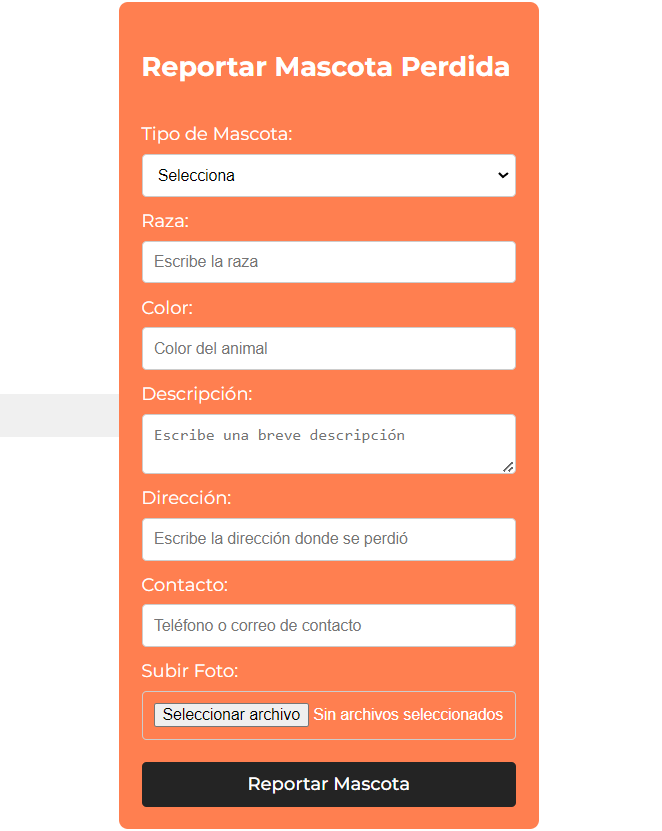 Reportar Mascota Perdida
Tipo de Mascota:
Selecciona
Raza:
Escribe la raza
Color:
Color del animal
Descripción:
Escribe una breve descripción
Dirección:
Escribe la dirección donde se perdió
Contacto:
Teléfono o correo de contacto
Subir Foto:
Seleccionar archivo Sin archivos seleccionados
Reportar Mascota